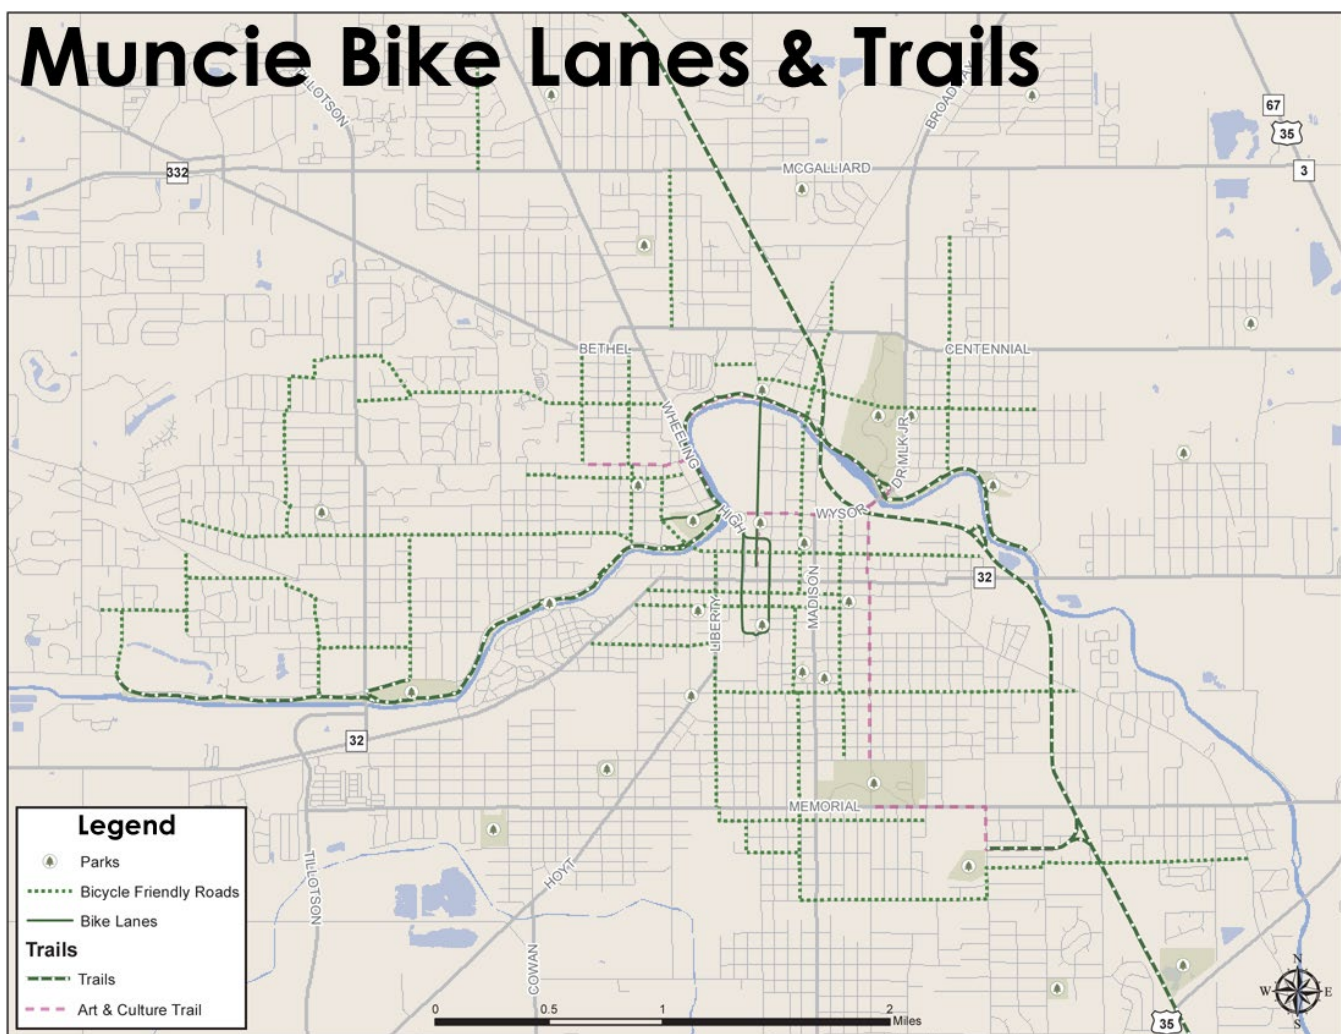 Muncie Bike Lanes & Trails
TILLOTSON
BROADWAY
67
35
332
MCGALLIARD
3
BETHEL
CENTENNIAL
WHEELING
DR MLK JR
HIGH
WYSOR
32
LIBERTY
MADISON
32
MEMORIAL
HOYT
TILLOTSON
COWAN
Legend
Parks
Bicycle Friendly Roads
Bike Lanes
Trails
Trails
Art & Culture Trail
0 0.5 1 2
Miles
35
N
W E
S